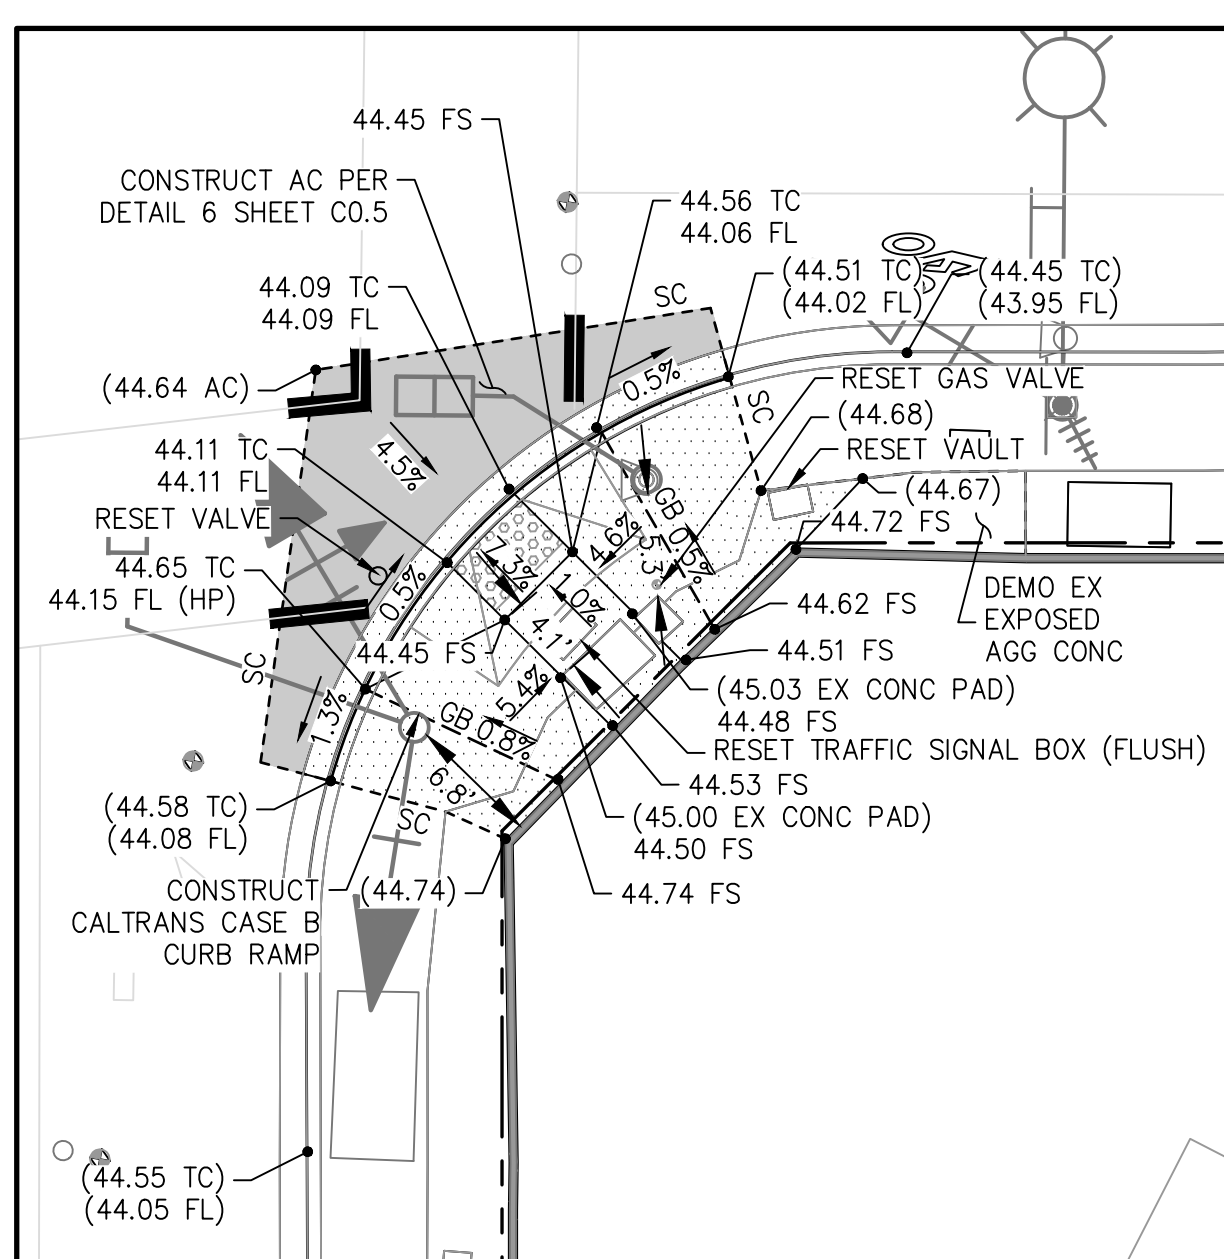 44.45 FS
CONSTRUCT AC PER
DETAIL 6 SHEET C0.5
44.56 TC
44.06 FL
44.09 TC
44.09 FL
SC
(44.51 TC)
(44.02 FL)
(44.45 TC)
(43.95 FL)
(44.64 AC)
0.5%
RESET GAS VALVE
SC
(44.68)
4.5%
44.11 TC
44.11 FL
RESET VAULT
(44.67)
RESET VALVE
GB 0.5%
44.72 FS
4.6%
5.3'
7.3%
1.0%
44.65 TC
44.15 FL (HP)
0.5%
DEMO EX
EXPOSED
AGG CONC
44.62 FS
4.1'
44.45 FS
44.51 FS
SC
5.4%
(45.03 EX CONC PAD)
44.48 FS
1.3%
GB 0.8%
RESET TRAFFIC SIGNAL BOX (FLUSH)
6.8'
44.53 FS
(44.58 TC)
(44.08 FL)
SC
(45.00 EX CONC PAD)
44.50 FS
CONSTRUCT
CALTRANS CASE B
CURB RAMP
(44.74)
44.74 FS
(44.55 TC)
(44.05 FL)